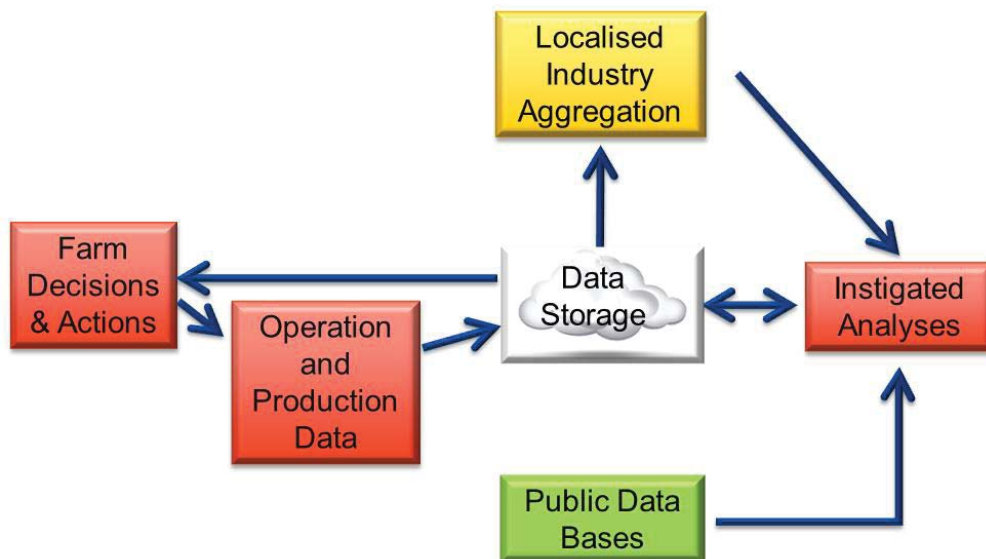 Localised
Industry
Aggregation
Farm
Decisions
& Actions
Operation
and
Production
Data
Data
Storage
Instigated
Analyses
Public Data
Bases